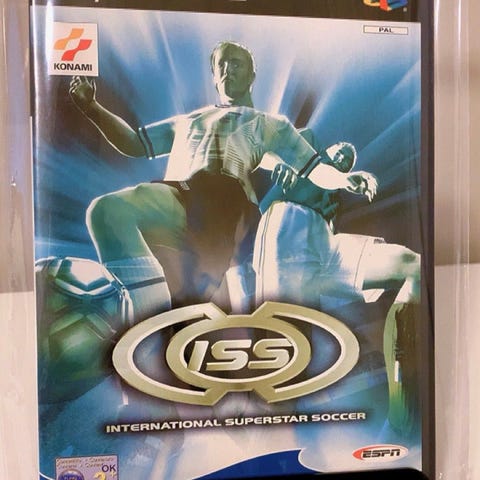 PAL
KONAMI
ISS
INTERNATIONAL SUPERSTAR SOCCER
ESPN
OK